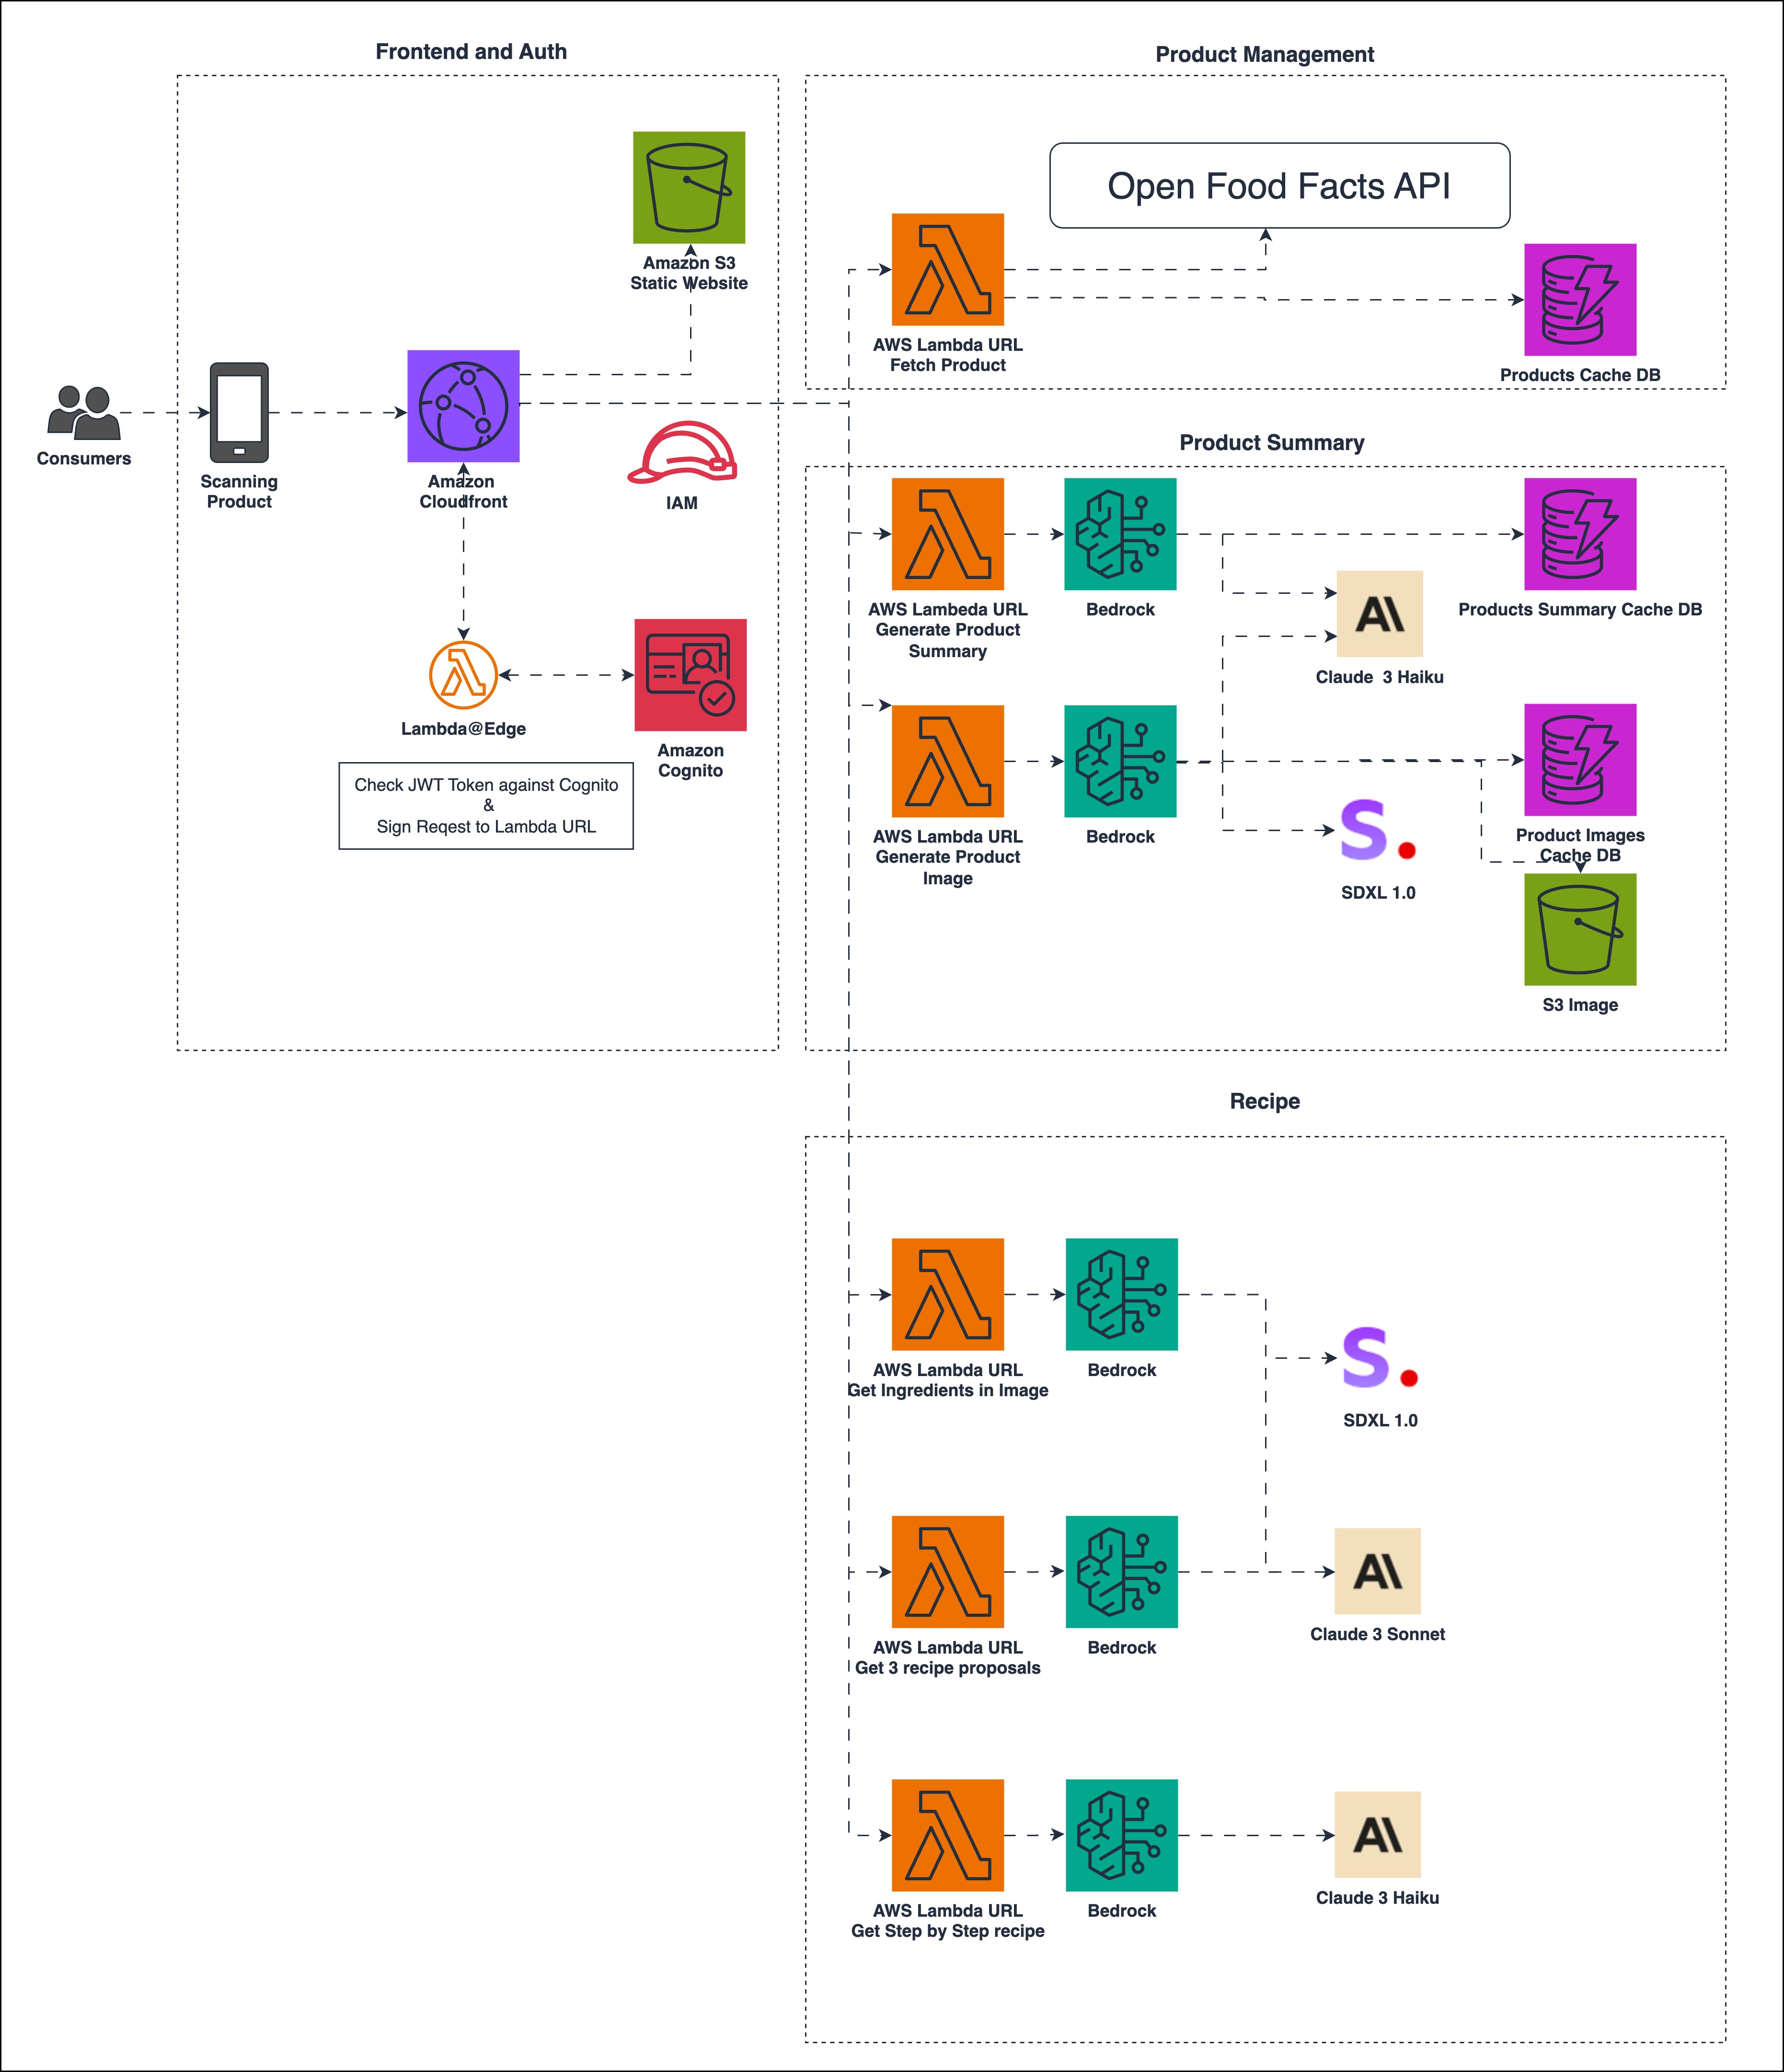 Frontend and Auth
Amazon S3
Static Website
Consumers
Scanning
Product
Amazon
Cloudfront
IAM
Lambda@Edge
Amazon
Cognito
Check JWT Token against Cognito
&
Sign Reqest to Lambda URL
Product Management
Open Food Facts API
AWS Lambda URL
Fetch Product
Products Cache DB
Product Summary
AWS Lambeda URL
Generate Product
Summary
Bedrock
Products Summary Cache DB
Claude 3 Haiku
AWS Lambda URL
Generate Product
Image
Bedrock
SDXL 1.0
Product Images
Cache DB
S3 Image
Recipe
AWS Lambda URL
Get Ingredients in Image
Bedrock
SDXL 1.0
AWS Lambda URL
Get 3 recipe proposals
Bedrock
Claude 3 Sonnet
AWS Lambda URL
Get Step by Step recipe
Bedrock
Claude 3 Haiku